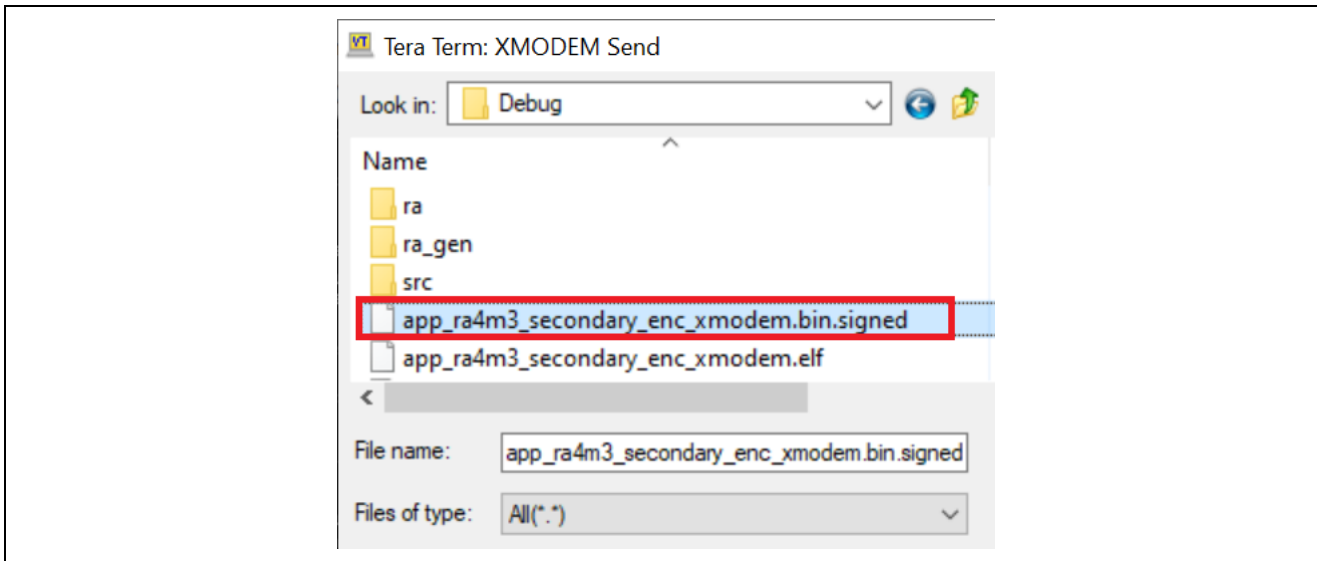 VT Tera Term: XMODEM Send
Look in: Debug
Name
ra
ra_gen
src
app_ra4m3_secondary_enc_xmodem.bin.signed
app_ra4m3_secondary_enc_xmodem.elf
File name: app_ra4m3_secondary_enc_xmodem.bin.signed
Files of type: All(*.*)